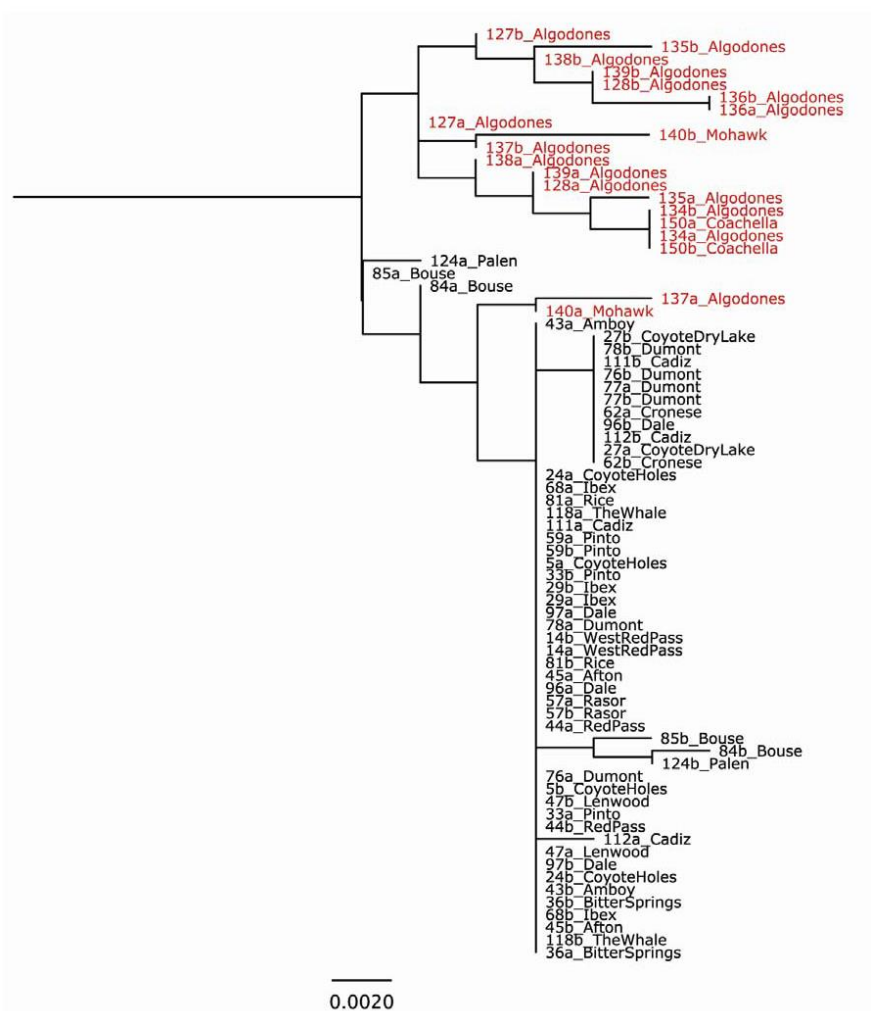 127b_Algodones
135b_Algodones
138b_Algodones
139b_Algodones
128b_Algodones
136b_Algodones
136a_Algodones
127a_Algodones
140b_Mohawk
137b_Algodones
138a_Algodones
139a_Algodones
128a_Algodones
135a_Algodones
134b_Algodones
150a_Coachella
134a_Algodones
150b_Coachella
124a_Palen
85a_Bouse
84a_Bouse
137a_Algodones
140a_Mohawk
43a_Amboy
27b_CoyoteDryLake
78b_Dumont
111b_Cadiz
76b_Dumont
77a_Dumont
77b_Dumont
62a_Cronese
96b_Dale
112b_Cadiz
27a_CoyoteDryLake
62b_Cronese
24a_CoyoteHoles
68a_Ibex
81a_Rice
118a_TheWhale
111a_Cadiz
59a_Pinto
59b_Pinto
5a_CoyoteHoles
33b_Pinto
29b_Ibex
29a_Ibex
97a_Dale
78a_Dumont
14b_WestRedPass
14a_WestRedPass
81b_Rice
45a_Afton
96a_Dale
57a_Rasor
57b_Rasor
44a_RedPass
85b_Bouse
84b_Bouse
124b_Palen
76a_Dumont
5b_CoyoteHoles
47b_Lenwood
33a_Pinto
44b_RedPass
112a_Cadiz
47a_Lenwood
97b_Dale
24b_CoyoteHoles
43b_Amboy
36b_BitterSprings
68b_Ibex
45b_Afton
118b_TheWhale
36a_BitterSprings
0.0020